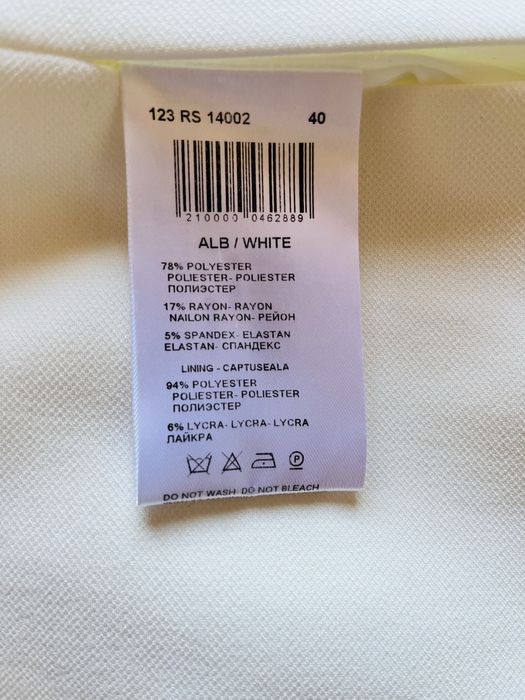 123 RS 14002 40
210000 0462889
ALB / WHITE
78% POLYESTER
POLIESTER- POLIESTER
ПОЛИЭСТЕР
17% RAYON- RAYON
NAILON RAYON- РЕЙОН
5% SPANDEX- ELASTAN
ELASTAN- СПАНДЕКС
LINING - CAPTUSEALA
94% POLYESTER
POLIESTER- POLIESTER
ПОЛИЭСТЕР
6% LYCRA- LYCRA- LYCRA
ЛАЙКРА
P
DO NOT WASH DO NOT BLEACH